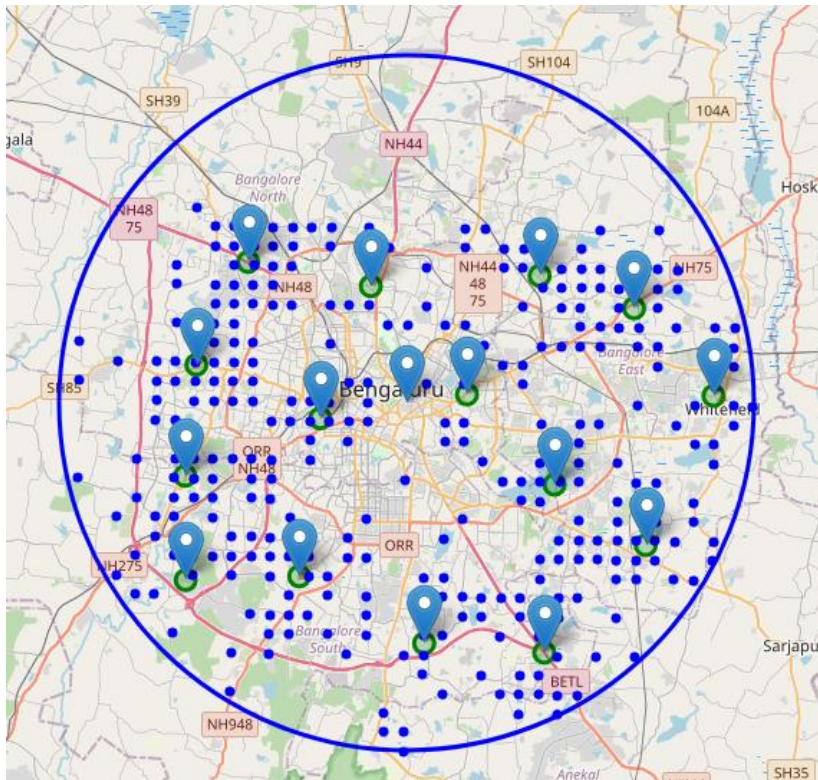 SH9
SH104
SH39
104A
gala
NH44
Bangalore
North
Hosk
NH48
75
NH44
48
75
NH75
NH48
Bangalore
East
SH85
Bengaluru
Whitefield
ORR
NH48
ORR
NH275
Bangalore
South
Sarjapu
BETL
NH948
Anekal
SH35